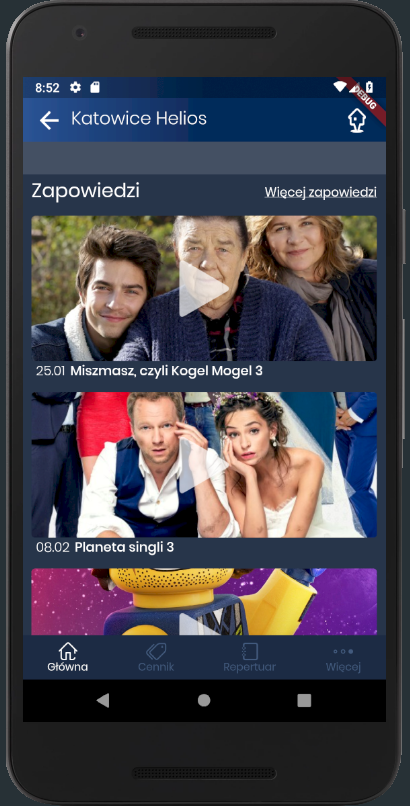 8:52
DEBUG
Katowice Helios
Zapowiedzi
Więcej zapowiedzi
25.01 Miszmasz, czyli Kogel Mogel 3
08.02 Planeta singli 3
Główna
Cennik
Repertuar
Więcej